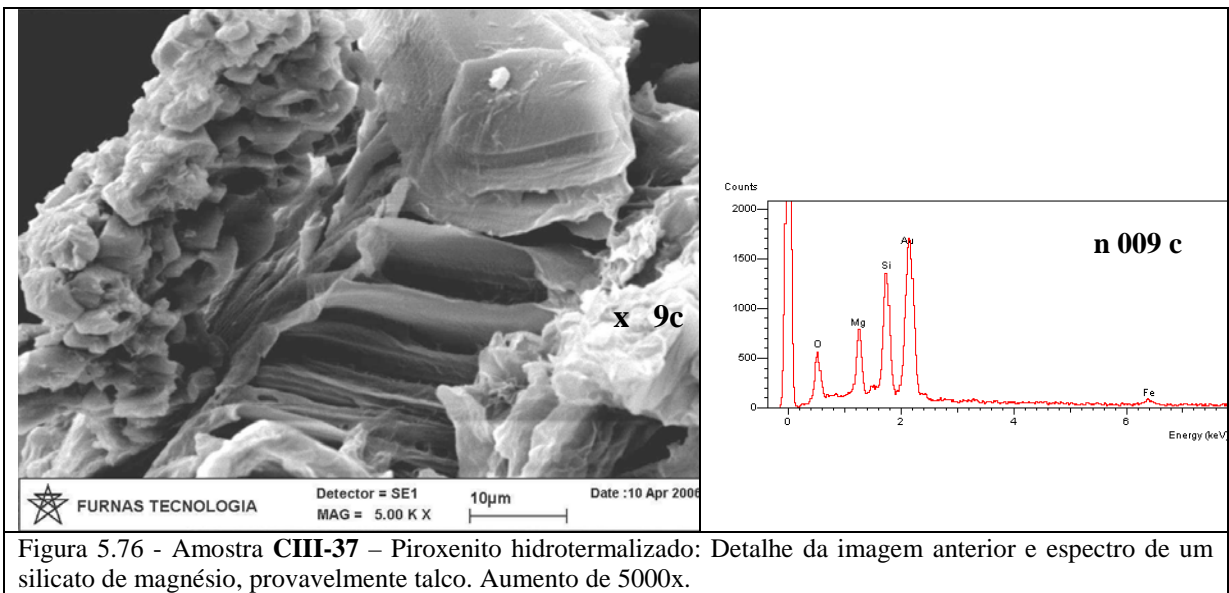 x 9c
FURNAS TECNOLOGIA
Detector = SE1
MAG = 5.00 K X
10µm
Date :10 Apr 2006
Counts
2000
1500
1000
500
0
n 009 c
O
Mg
Si
Au
Fe
0 2 4 6
Energy (keV)
Figura 5.76 - Amostra CIII-37 – Piroxenito hidrotermalizado: Detalhe da imagem anterior e espectro de um
silicato de magnésio, provavelmente talco. Aumento de 5000x.